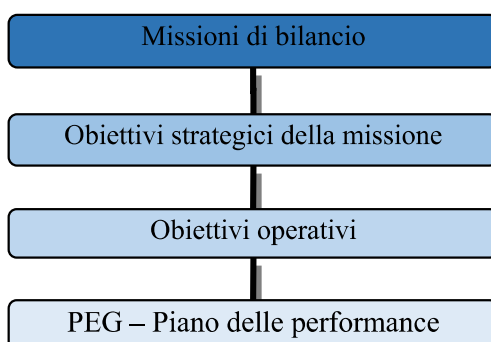 Missioni di bilancio
Obiettivi strategici della missione
Obiettivi operativi
PEG – Piano delle performance